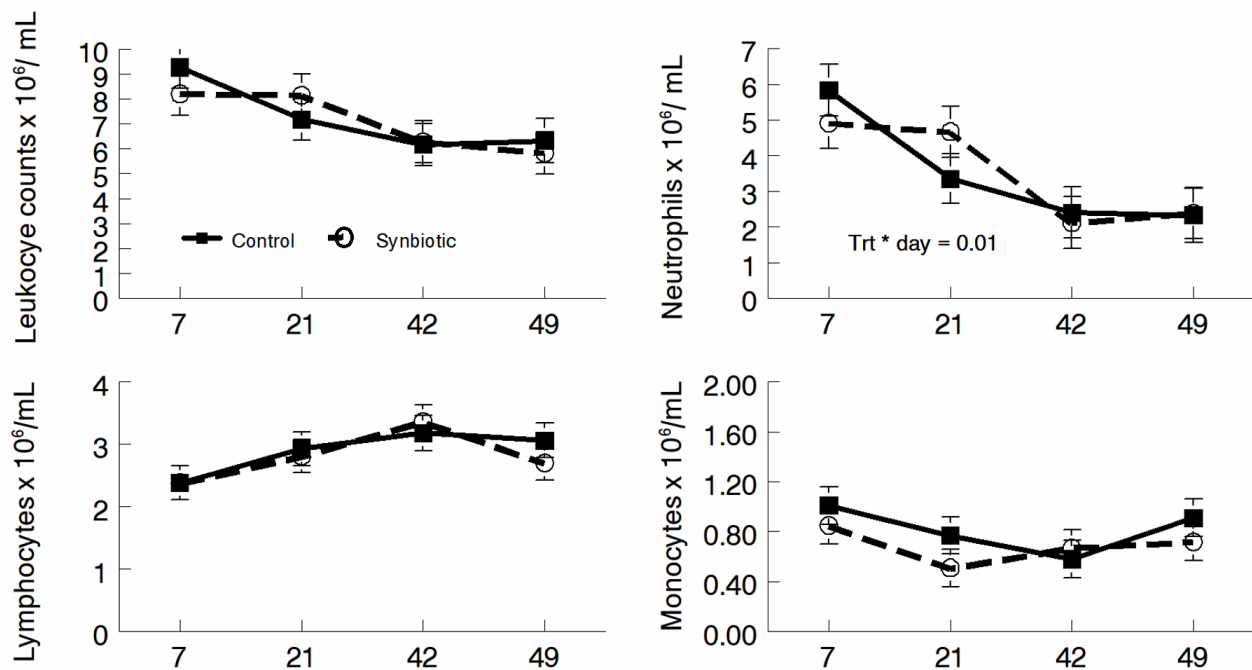 Leukocye counts x 10⁶/ mL
10
9
8
7
6
5
4
3
2
1
0
Control
Synbiotic
7 21 42 49
Neutrophils x 10⁶/ mL
7
6
5
4
3
2
1
0
Trt * day = 0.01
7 21 42 49
Lymphocytes x 10⁶/mL
4
3
2
1
0
7 21 42 49
Monocytes x 10⁶/mL
2.00
1.60
1.20
0.80
0.40
0.00
7 21 42 49